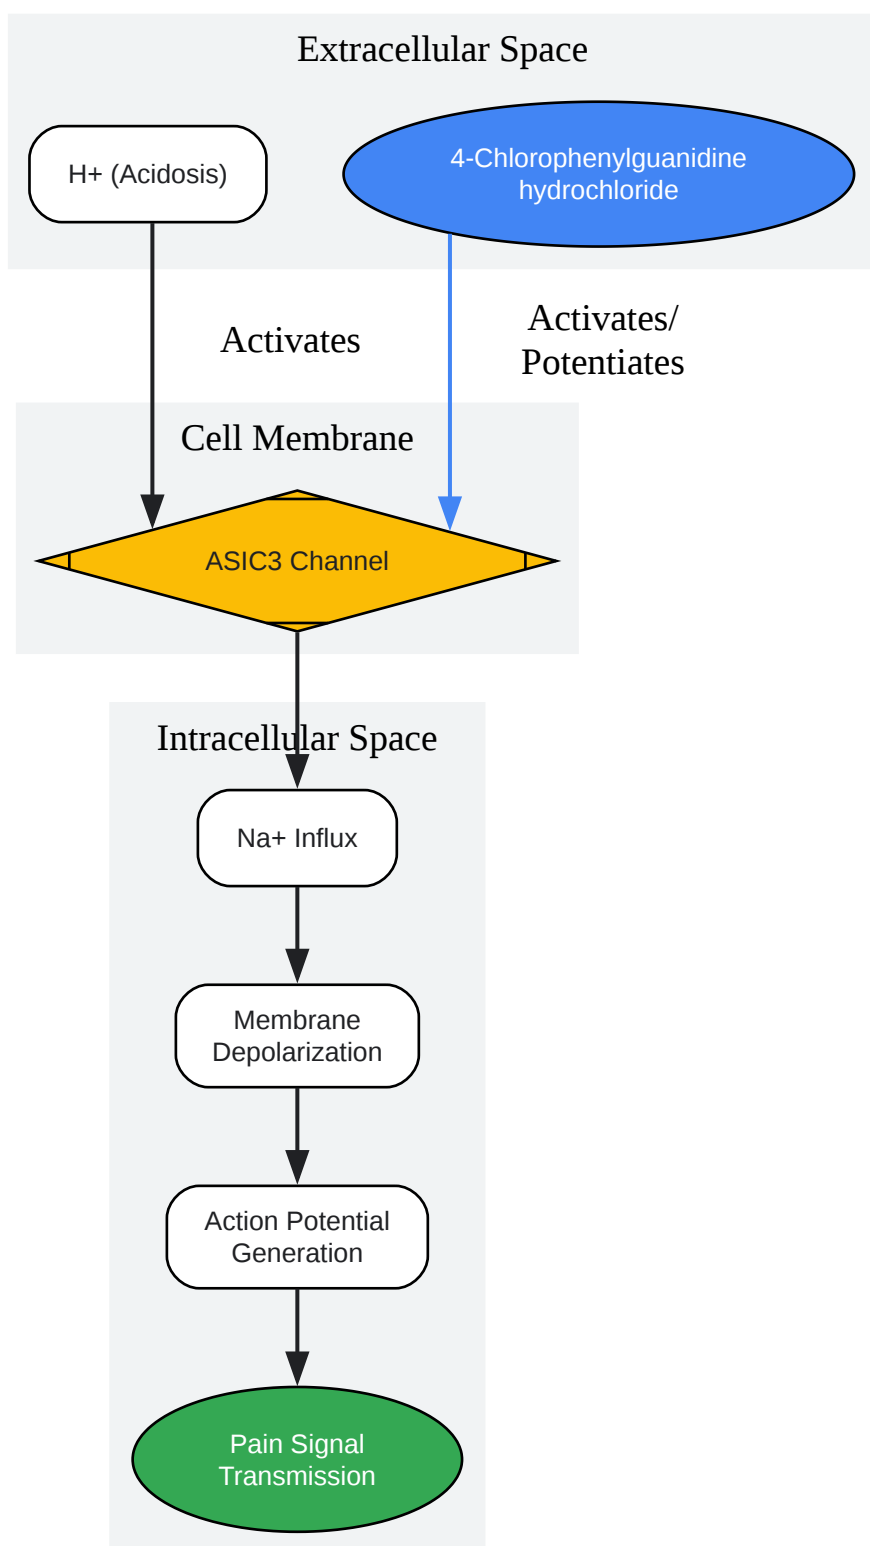 Extracellular Space
H+ (Acidosis)
4-Chlorophenylguanidine
hydrochloride
Activates
Activates/
Potentiates
Cell Membrane
ASIC3 Channel
Intracellular Space
Na+ Influx
Membrane
Depolarization
Action Potential
Generation
Pain Signal
Transmission